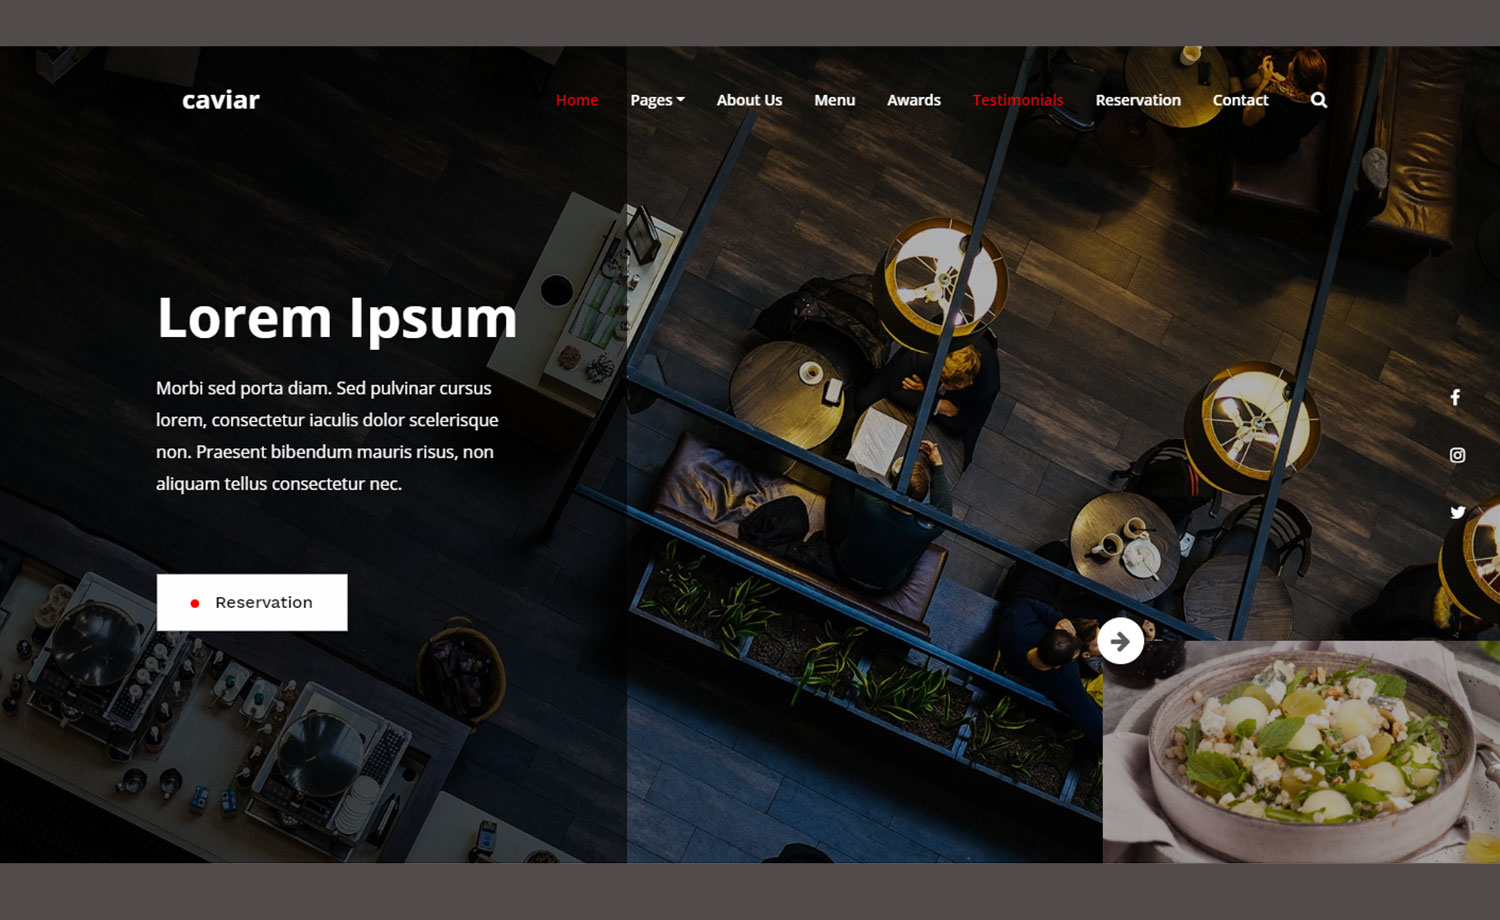 caviar
Home Pages About Us Menu Awards Testimonials Reservation Contact
Lorem Ipsum
Morbi sed porta diam. Sed pulvinar cursus
lorem, consectetur iaculis dolor scelerisque
non. Praesent bibendum mauris risus, non
aliquam tellus consectetur nec.
Reservation